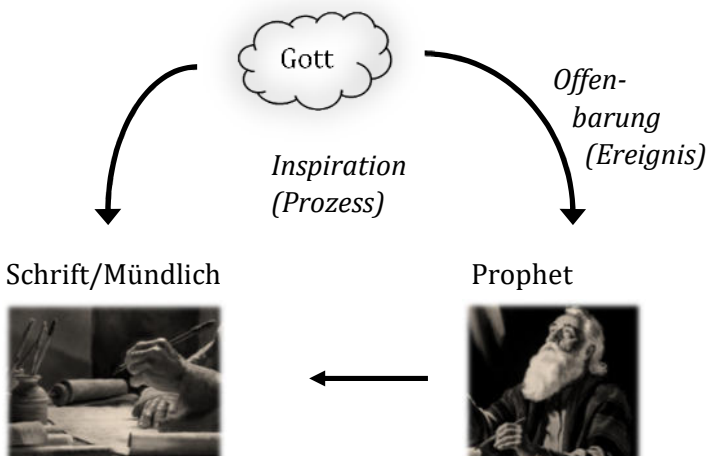 Gott
Offen-
barung
(Ereignis)
Inspiration
(Prozess)
Schrift/Mündlich
Prophet